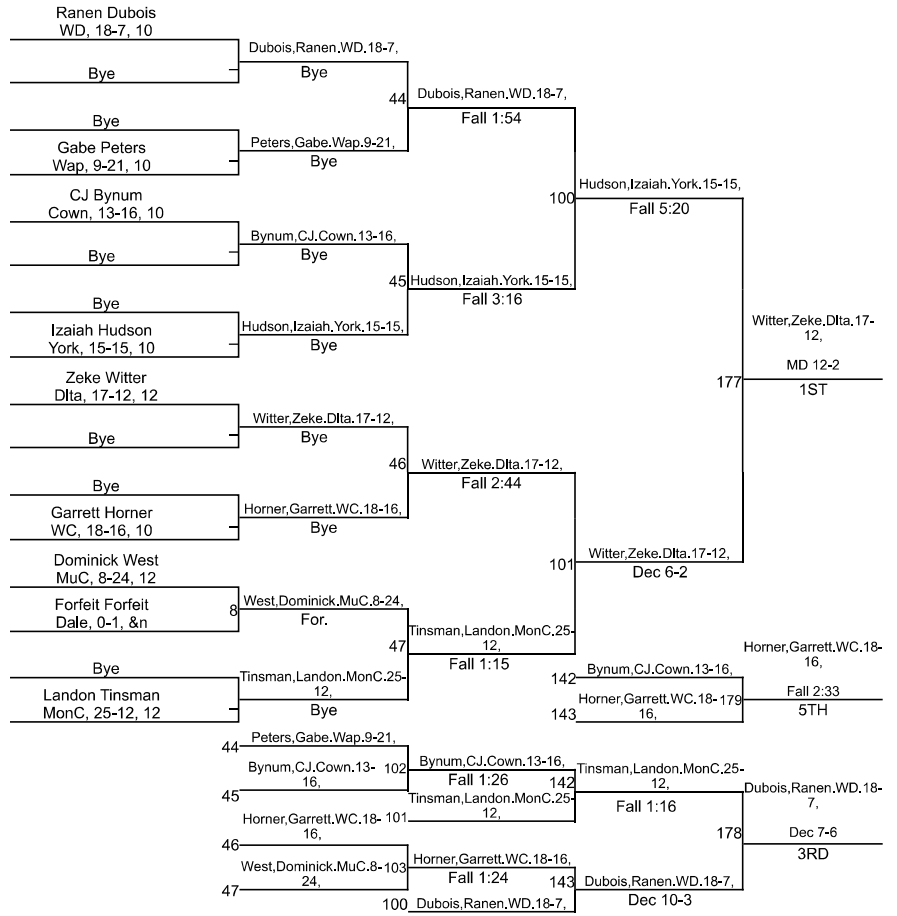 Ranen Dubois
WD, 18-7, 10
Bye
Bye
Gabe Peters
Wap, 9-21, 10
CJ Bynum
Cown, 13-16, 10
Bye
Bye
Izaiah Hudson
York, 15-15, 10
Zeke Witter
Dlta, 17-12, 12
Bye
Bye
Garrett Horner
WC, 18-16, 10
Dominick West
MuC, 8-24, 12
Forfeit Forfeit
Dale, 0-1, &n
Bye
Landon Tinsman
MonC, 25-12, 12
Dubois,Ranen.WD.18-7,
Bye
Peters,Gabe.Wap.9-21,
Bye
Bynum,CJ.Cown.13-16,
Bye
Hudson,Izaiah.York.15-15,
Bye
Witter,Zeke.Dlta.17-12,
Bye
Horner,Garrett.WC.18-16,
Bye
8
West,Dominick.MuC.8-24,
For.
Tinsman,Landon.MonC.25-
12,
Bye
44
Dubois,Ranen.WD.18-7,
Fall 1:54
45
Hudson,Izaiah.York.15-15,
Fall 3:16
46
Witter,Zeke.Dlta.17-12,
Fall 2:44
47
Tinsman,Landon.MonC.25-
12,
Fall 1:15
100
Hudson,Izaiah.York.15-15,
Fall 5:20
101
Witter,Zeke.Dlta.17-12,
Dec 6-2
177
Witter,Zeke.Dlta.17-
12,
MD 12-2
1ST
142
Bynum,CJ.Cown.13-16,
143
Horner,Garrett.WC.18-
16,
179
Horner,Garrett.WC.18-
16,
Fall 2:33
5TH
44
Peters,Gabe.Wap.9-21,
45
Bynum,CJ.Cown.13-
16,
102
Bynum,CJ.Cown.13-16,
Fall 1:26
101
Tinsman,Landon.MonC.25-
12,
142
Tinsman,Landon.MonC.25-
12,
Fall 1:16
46
Horner,Garrett.WC.18-
16,
47
West,Dominick.MuC.8-
24,
103
Horner,Garrett.WC.18-16,
Fall 1:24
100
Dubois,Ranen.WD.18-7,
143
Dubois,Ranen.WD.18-7,
Dec 10-3
178
Dubois,Ranen.WD.18-
7,
Dec 7-6
3RD